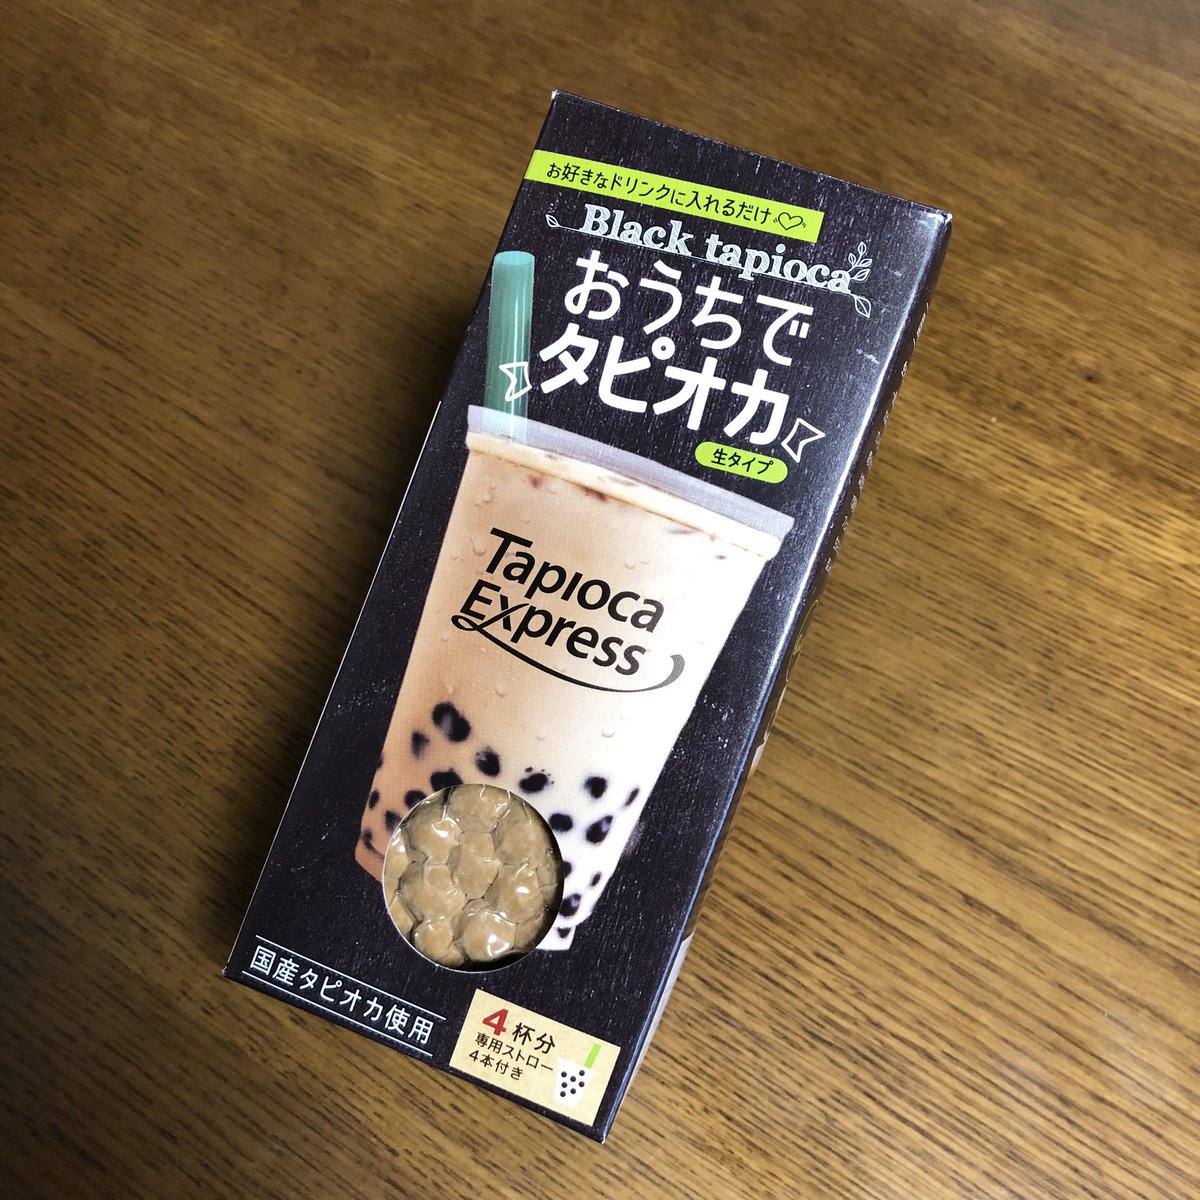 お好きなドリンクに入れるだけ
Black tapioca
おうちで
タピオカ
生タイプ
Tapioca
Express
国産タピオカ使用
4杯分
専用ストロー
4本付き